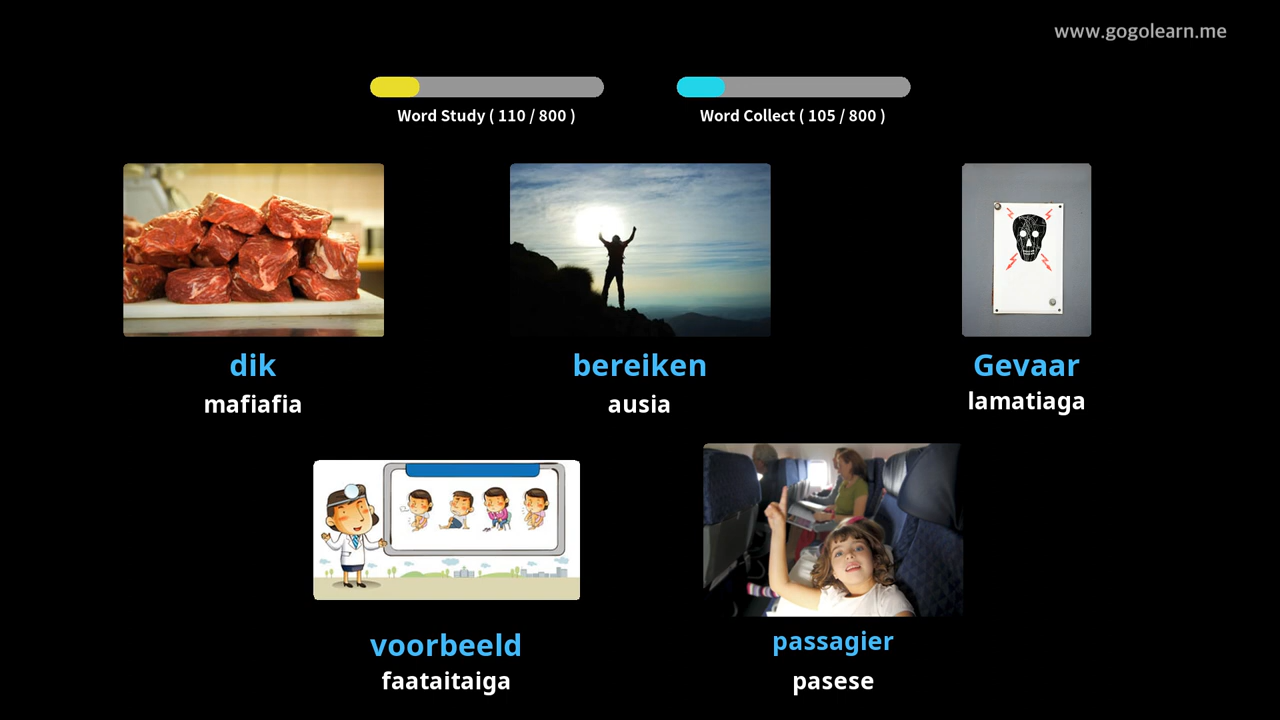 www.gogolearn.me
Word Study ( 110 / 800 )
Word Collect ( 105 / 800 )
dik
mafiafia
bereiken
ausia
Gevaar
lamatiaga
voorbeeld
faataitaiga
passagier
pasese